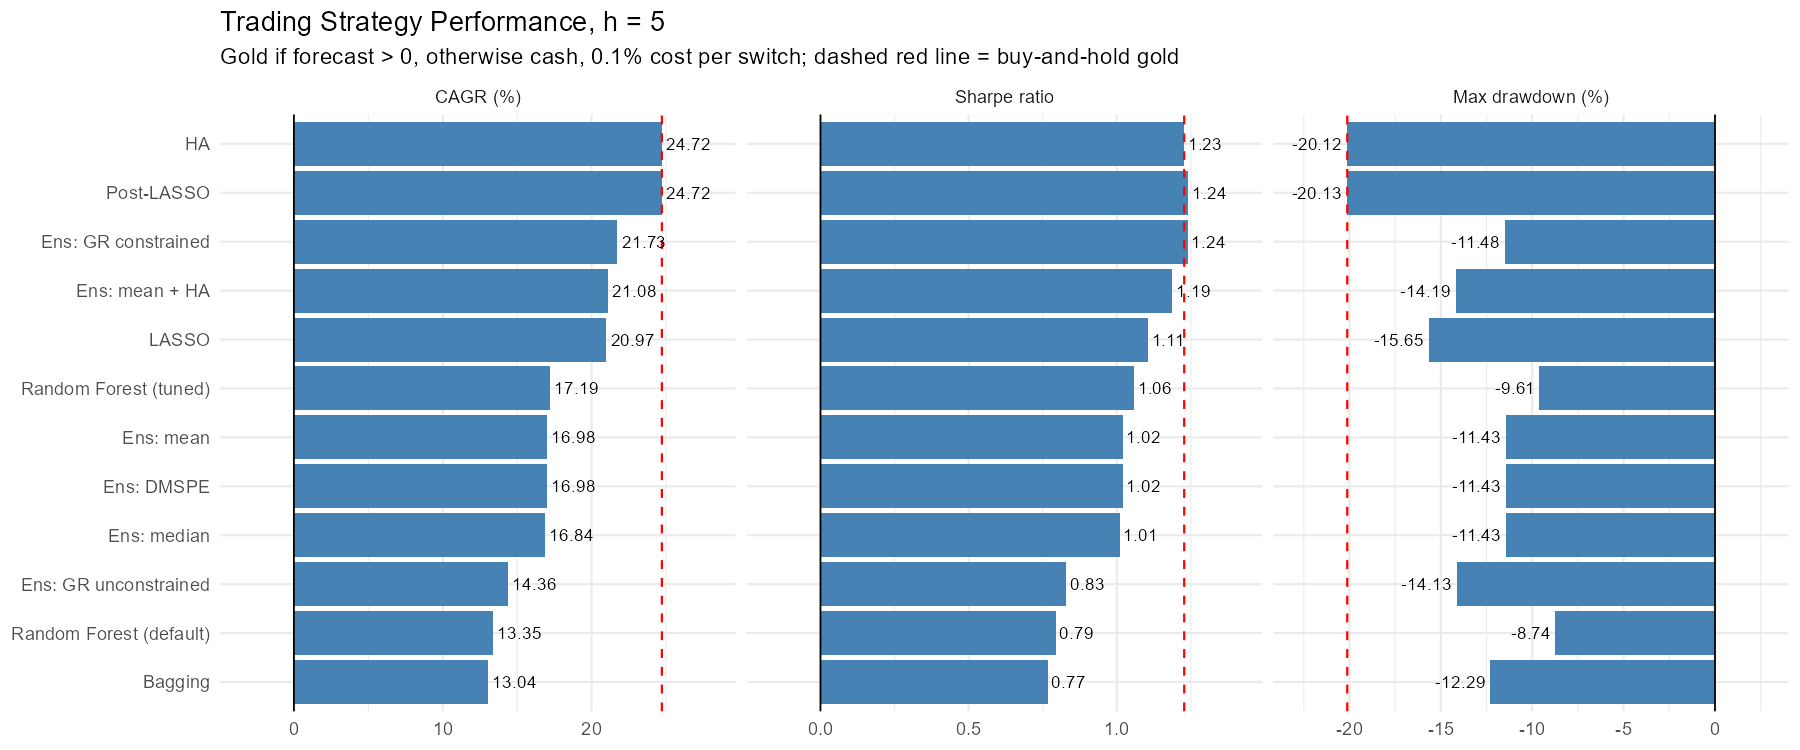 Trading Strategy Performance, h = 5
Gold if forecast > 0, otherwise cash, 0.1% cost per switch; dashed red line = buy-and-hold gold
CAGR (%) Sharpe ratio Max drawdown (%)
HA 24.72 1.23 -20.12
Post-LASSO 24.72 1.24 -20.13
Ens: GR constrained 21.73 1.24 -11.48
Ens: mean + HA 21.08 1.19 -14.19
LASSO 20.97 1.11 -15.65
Random Forest (tuned) 17.19 1.06 -9.61
Ens: mean 16.98 1.02 -11.43
Ens: DMSPE 16.98 1.02 -11.43
Ens: median 16.84 1.01 -11.43
Ens: GR unconstrained 14.36 0.83 -14.13
Random Forest (default) 13.35 0.79 -8.74
Bagging 13.04 0.77 -12.29
0 10 20 0.0 0.5 1.0 -20 -15 -10 -5 0